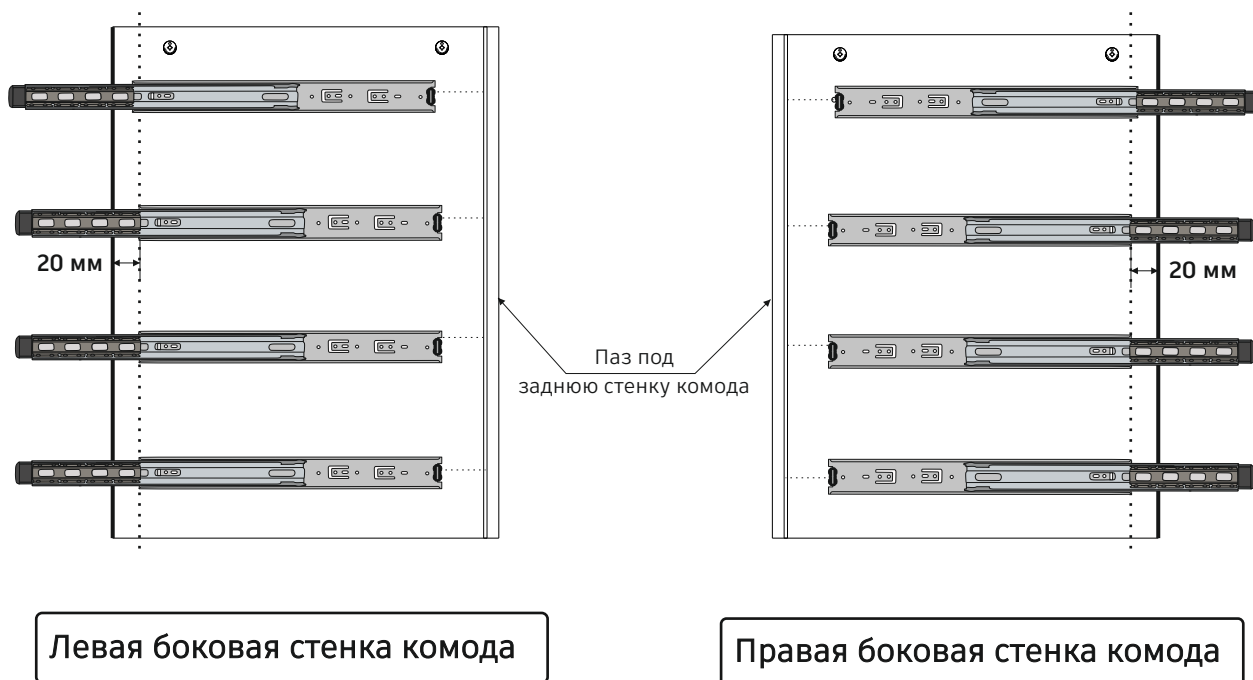 20 мм
20 мм
Паз под
заднюю стенку комода
Левая боковая стенка комода
Правая боковая стенка комода